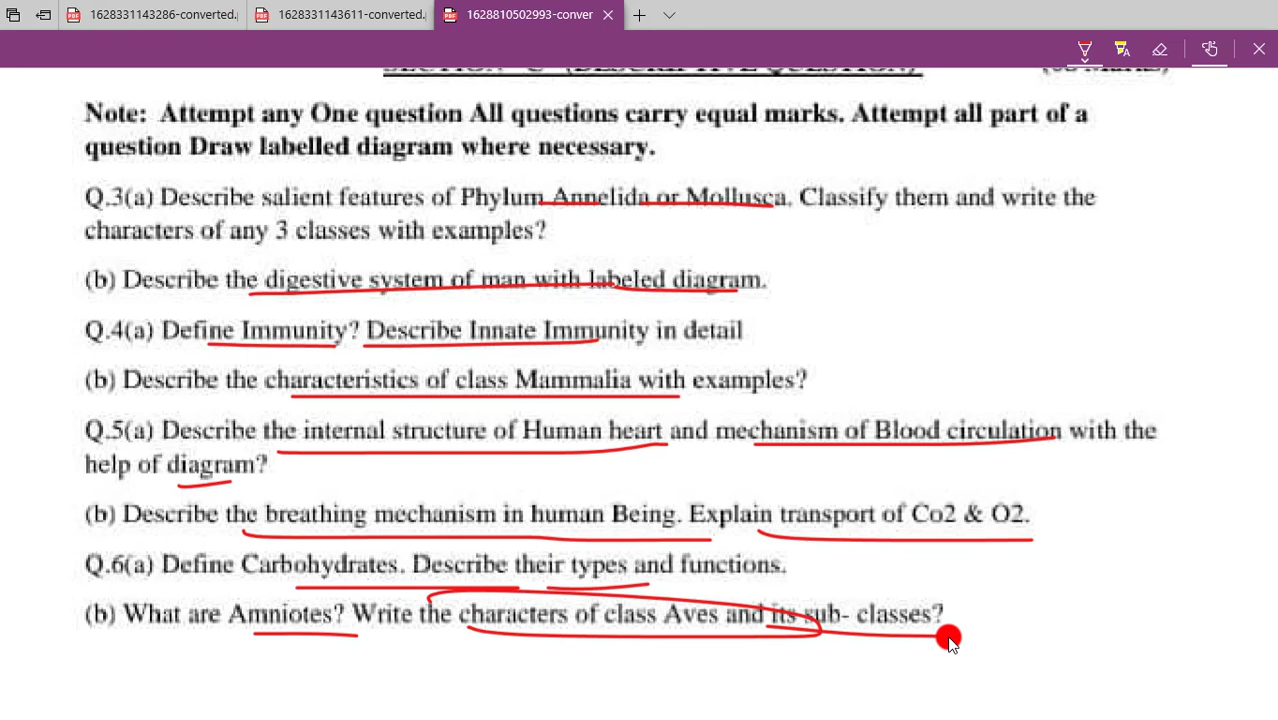 1628331143286-converted.
1628331143611-converted.
1628810502993-conver
SECTION "C" (DESCRIPTIVE QUESTION)
Note: Attempt any One question All questions carry equal marks. Attempt all part of a
question Draw labelled diagram where necessary.
Q.3(a) Describe salient features of Phylum Annelida or Mollusca. Classify them and write the
characters of any 3 classes with examples?
(b) Describe the digestive system of man with labeled diagram.
Q.4(a) Define Immunity? Describe Innate Immunity in detail
(b) Describe the characteristics of class Mammalia with examples?
Q.5(a) Describe the internal structure of Human heart and mechanism of Blood circulation with the
help of diagram?
(b) Describe the breathing mechanism in human Being. Explain transport of Co2 & O2.
Q.6(a) Define Carbohydrates. Describe their types and functions.
(b) What are Amniotes? Write the characters of class Aves and its sub- classes?